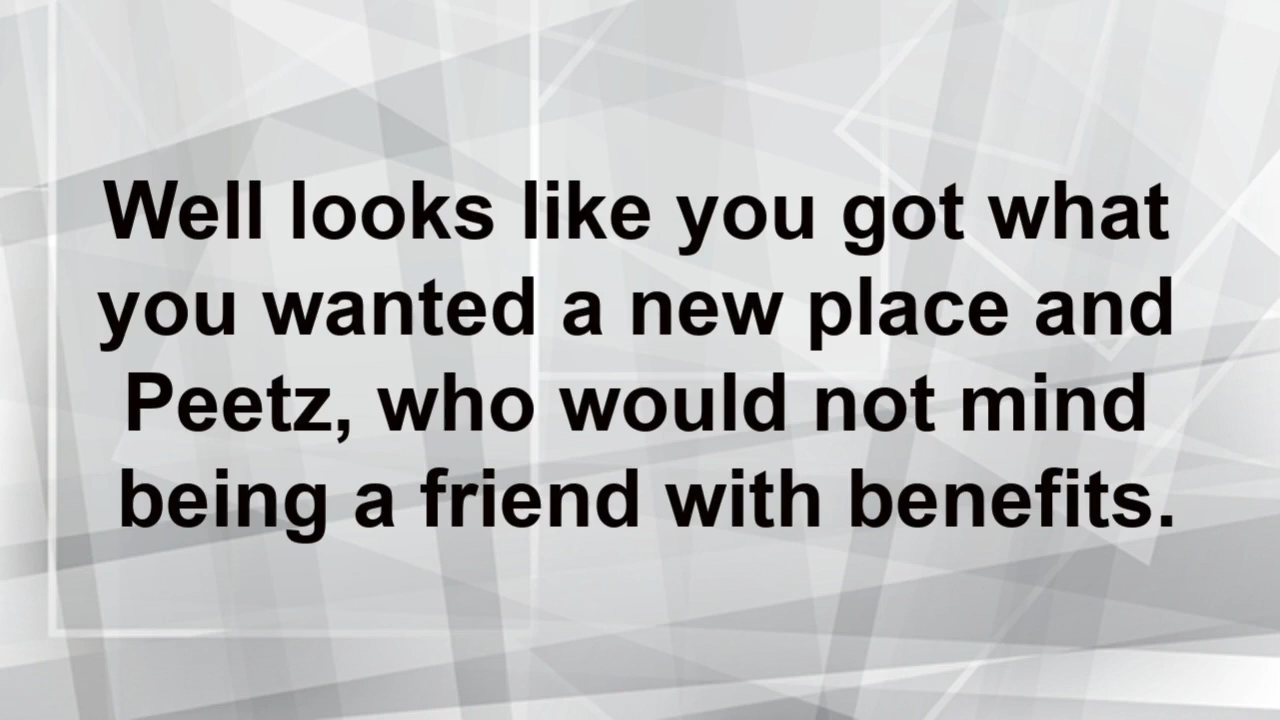 Well looks like you got what
you wanted a new place and
Peetz, who would not mind
being a friend with benefits.